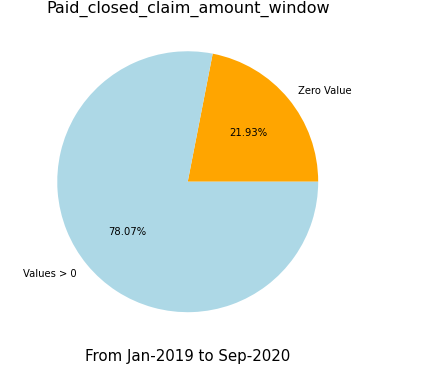 Paid_closed_claim_amount_window
Zero Value
21.93%
78.07%
Values > 0
From Jan-2019 to Sep-2020